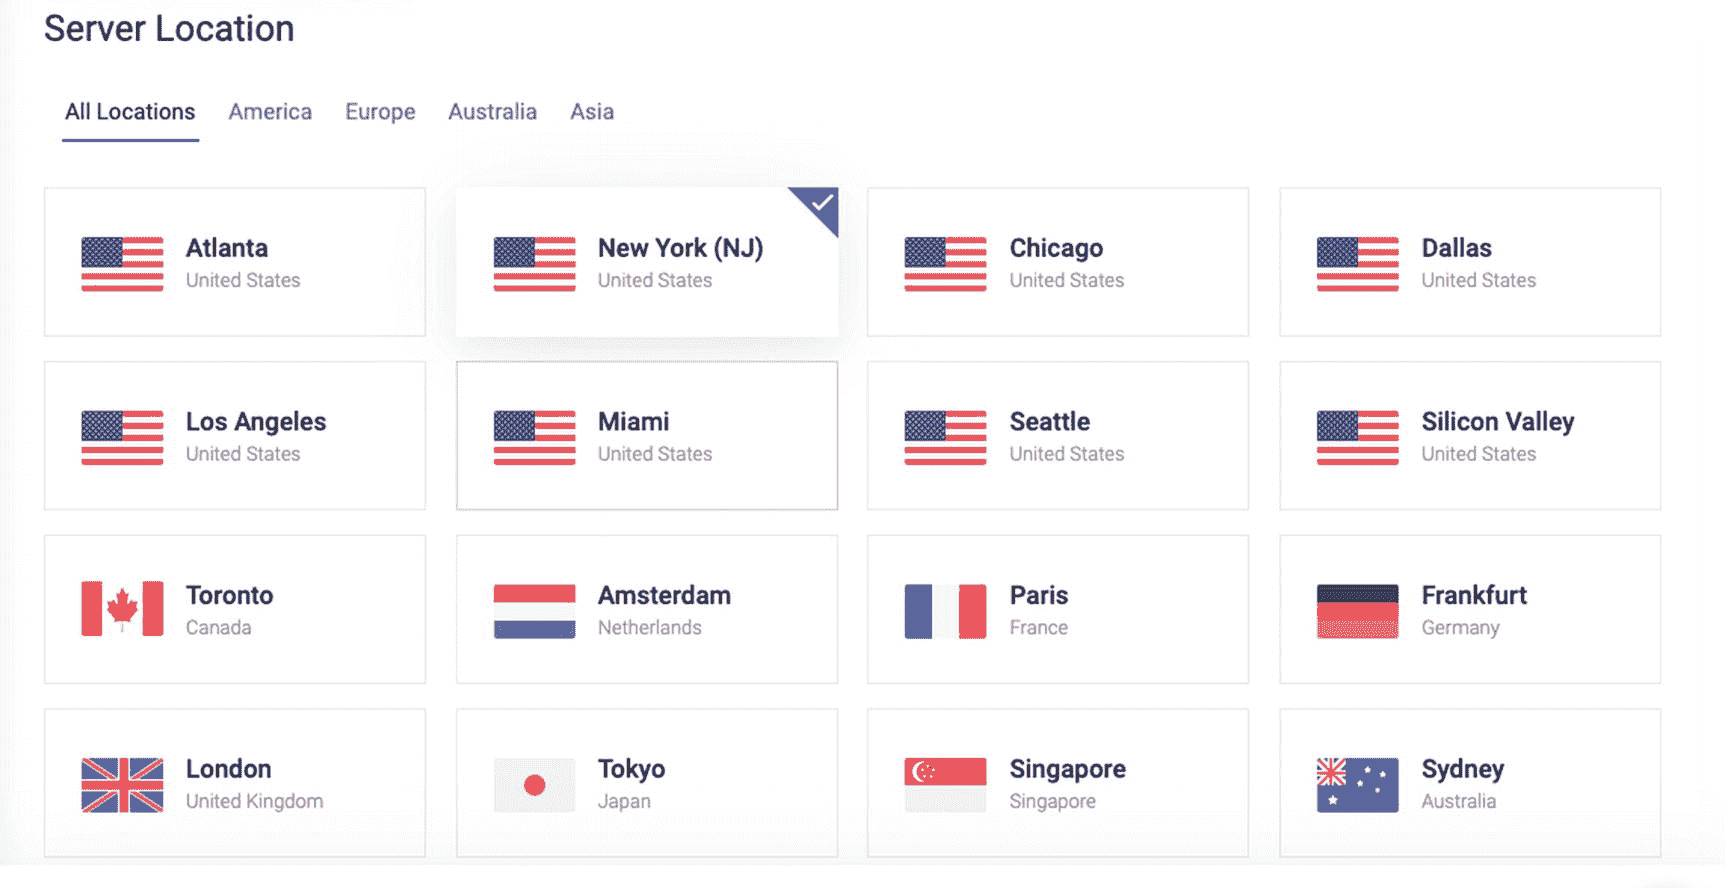 Server Location
All Locations America Europe Australia Asia
Atlanta
United States
New York (NJ)
United States
Chicago
United States
Dallas
United States
Los Angeles
United States
Miami
United States
Seattle
United States
Silicon Valley
United States
Toronto
Canada
Amsterdam
Netherlands
Paris
France
Frankfurt
Germany
London
United Kingdom
Tokyo
Japan
Singapore
Singapore
Sydney
Australia